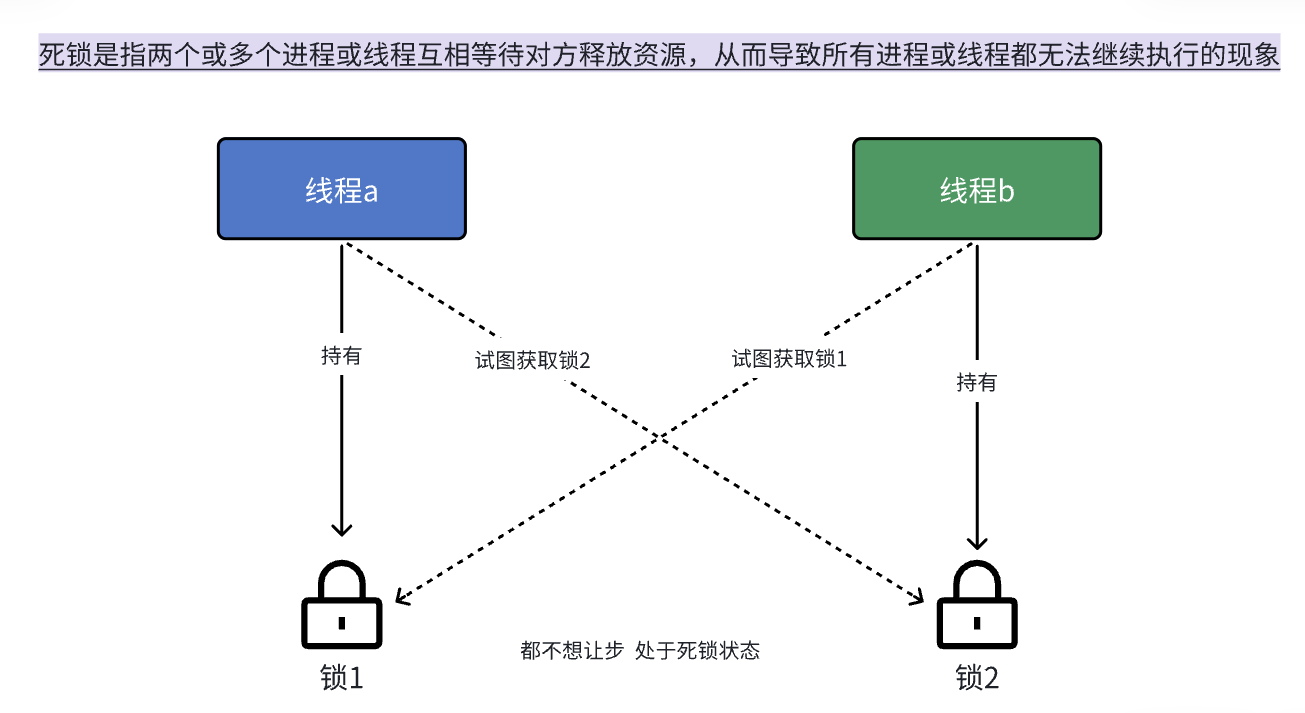 死锁是指两个或多个进程或线程互相等待对方释放资源，从而导致所有进程或线程都无法继续执行的现象
线程a
线程b
持有
试图获取锁2
试图获取锁1
持有
都不想让步 处于死锁状态
锁1
锁2